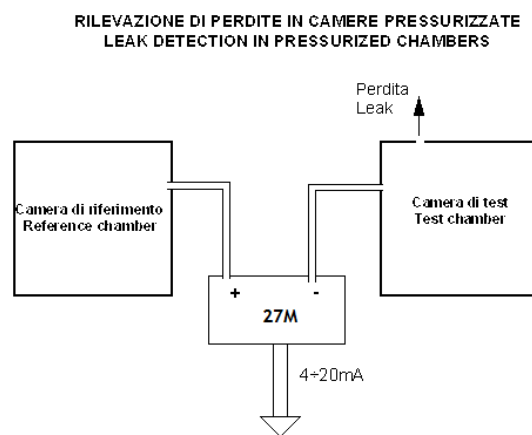 RILEVAZIONE DI PERDITE IN CAMERE PRESSURIZZATE
LEAK DETECTION IN PRESSURIZED CHAMBERS
Perdita
Leak
Camera di riferimento
Reference chamber
Camera di test
Test chamber
+ -
27M
4÷20mA